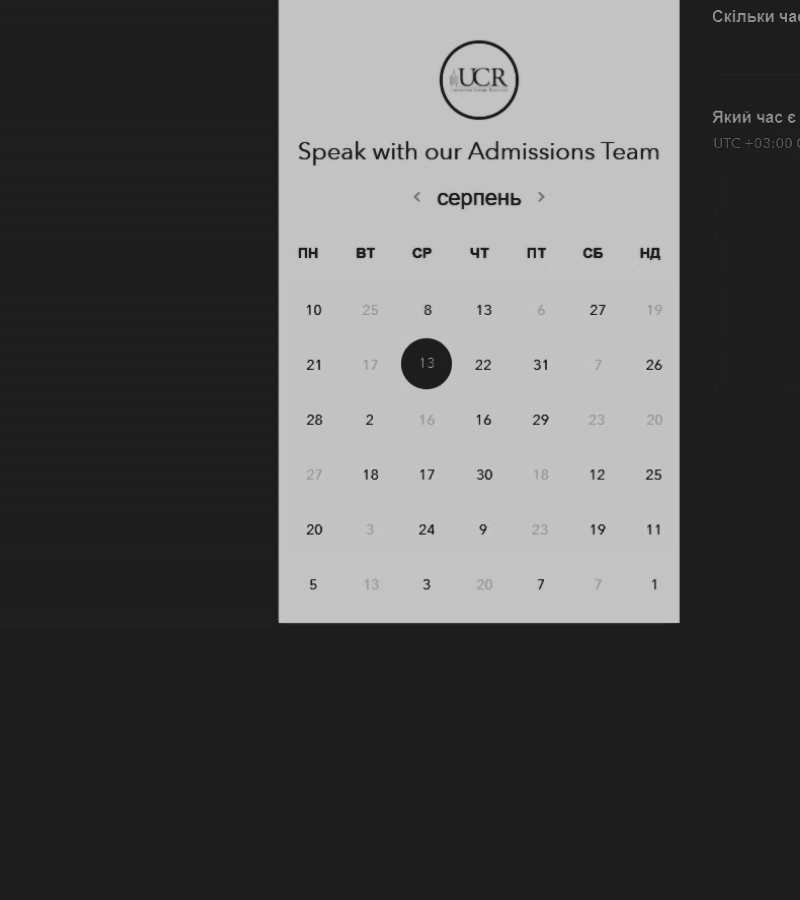 Скільки ча
UCR
Speak with our Admissions Team
серпень
ПН ВТ СР ЧТ ПТ СБ НД
10 25 8 13 6 27 19
21 17 13 22 31 7 26
28 2 16 16 29 23 20
27 18 17 30 18 12 25
20 3 24 9 23 19 11
5 13 3 20 7 7 1
Який час є
UTC +03:00